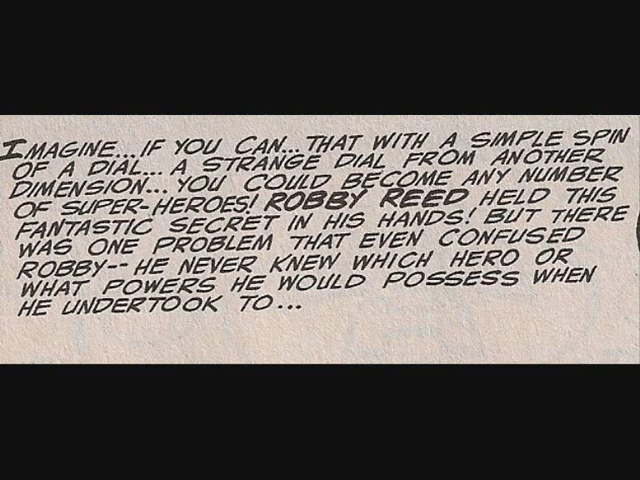 IMAGINE... IF YOU CAN... THAT WITH A SIMPLE SPIN
OF A DIAL... A STRANGE DIAL FROM ANOTHER
DIMENSION... YOU COULD BECOME ANY NUMBER
OF SUPER-HEROES! ROBBY REED HELD THIS
FANTASTIC SECRET IN HIS HANDS! BUT THERE
WAS ONE PROBLEM THAT EVEN CONFUSED
ROBBY-- HE NEVER KNEW WHICH HERO OR
WHAT POWERS HE WOULD POSSESS WHEN
HE UNDERTOOK TO...